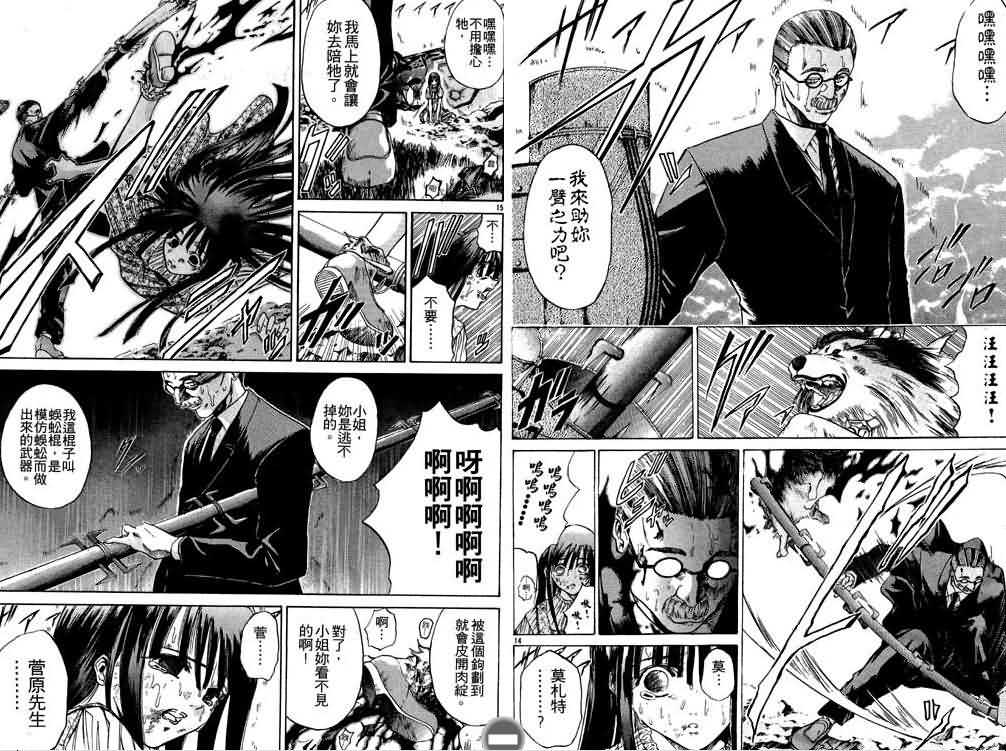 嘿嘿嘿嘿…
我來助妳
一臂之力吧？
汪汪汪汪！
嗚嗚
嗚嗚嗚
………
唉！
唉！
莫…
莫札特
………？
14
嘿嘿嘿…
不用擔心
牠，
我馬上就會讓
妳去陪牠了。
15
不…
不要…
小姐，
妳是逃不
掉的。
呀啊啊啊啊
啊啊啊！
我這棍子叫
蜈蚣棍，是
模仿蜈蚣而做
出來的武器。
被這個鉤劃到
就會皮開肉綻。
啊…
對了，
小姐妳看不見
的啊！
菅…
菅原先生
………